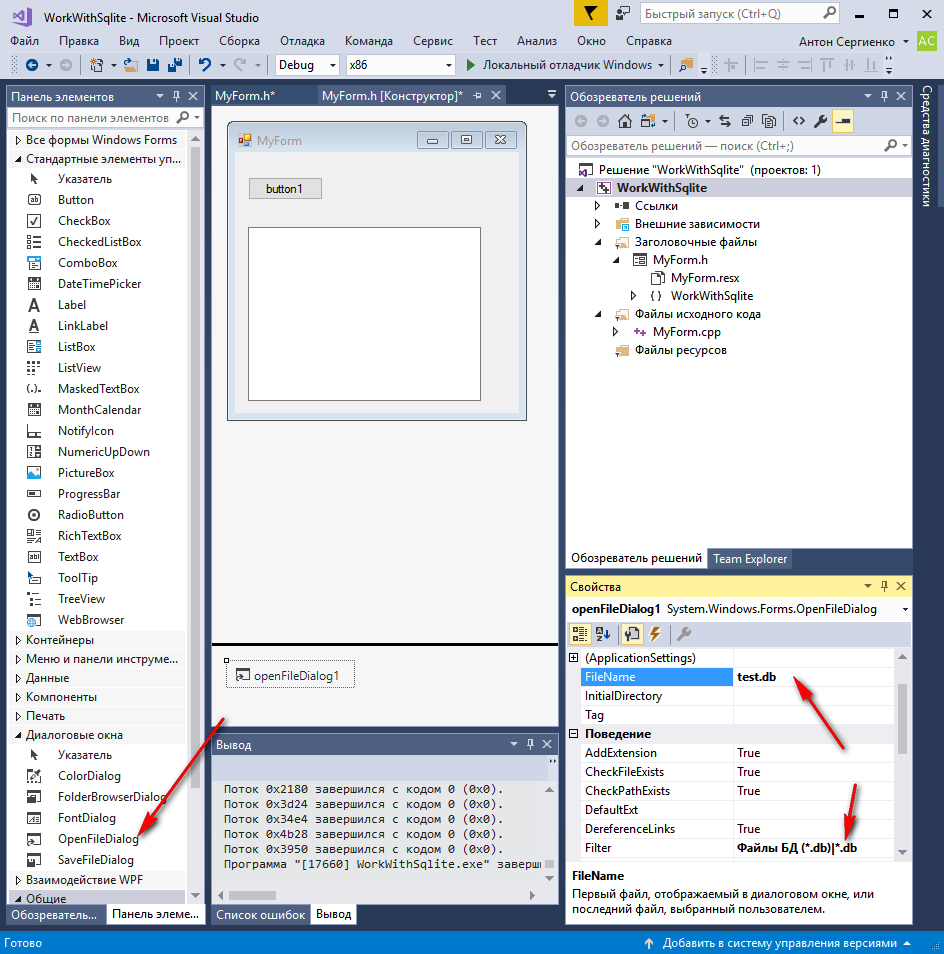 WorkWithSqlite - Microsoft Visual Studio
Быстрый запуск (Ctrl+Q)
Файл Правка Вид Проект Сборка Отладка Команда Сервис Тест Анализ Окно Справка
Антон Сергиенко AC
Debug x86 Локальный отладчик Windows
Панель элементов
Поиск по панели элементов
Все формы Windows Forms
Стандартные элементы уп...
Указатель
Button
CheckBox
CheckedListBox
ComboBox
DateTimePicker
Label
LinkLabel
ListBox
ListView
MaskedTextBox
MonthCalendar
NotifyIcon
NumericUpDown
PictureBox
ProgressBar
RadioButton
RichTextBox
TextBox
ToolTip
TreeView
WebBrowser
Контейнеры
Меню и панели инструме...
Данные
Компоненты
Печать
Диалоговые окна
Указатель
ColorDialog
FolderBrowserDialog
FontDialog
OpenFileDialog
SaveFileDialog
Взаимодействие WPF
Общие
Обозреватель... Панель элеме...
MyForm.h* MyForm.h [Конструктор]*
MyForm
button1
openFileDialog1
Вывод
Поток 0x2180 завершился с кодом 0 (0x0).
Поток 0x3d24 завершился с кодом 0 (0x0).
Поток 0x34e4 завершился с кодом 0 (0x0).
Поток 0x4b28 завершился с кодом 0 (0x0).
Поток 0x3950 завершился с кодом 0 (0x0).
Программа "[17660] WorkWithSqlite.exe" заверш
Список ошибок Вывод
Обозреватель решений
Обозреватель решений — поиск (Ctrl+;)
Решение "WorkWithSqlite" (проектов: 1)
WorkWithSqlite
Ссылки
Внешние зависимости
Заголовочные файлы
MyForm.h
MyForm.resx
WorkWithSqlite
Файлы исходного кода
MyForm.cpp
Файлы ресурсов
Обозреватель решений Team Explorer
Свойства
openFileDialog1 System.Windows.Forms.OpenFileDialog
(ApplicationSettings)
FileName test.db
InitialDirectory
Tag
Поведение
AddExtension True
CheckFileExists True
CheckPathExists True
DefaultExt
DereferenceLinks True
Filter Файлы БД (*.db)|*.db
FileName
Первый файл, отображаемый в диалоговом окне, или
последний файл, выбранный пользователем.
Средства диагностики
Готово
Добавить в систему управления версиями